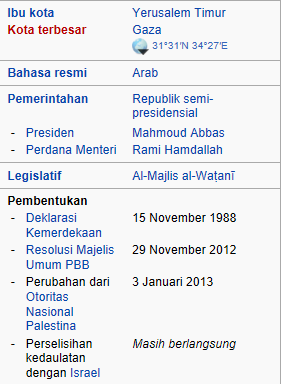 Ibu kota Yerusalem Timur
Kota terbesar Gaza
31°31′N 34°27′E
Bahasa resmi Arab
Pemerintahan Republik semi-
presidensial
- Presiden Mahmoud Abbas
- Perdana Menteri Rami Hamdallah
Legislatif Al-Majlis al-Waṭanī
Pembentukan
- Deklarasi 15 November 1988
Kemerdekaan
- Resolusi Majelis 29 November 2012
Umum PBB
- Perubahan dari 3 Januari 2013
Otoritas
Nasional
Palestina
- Perselisihan Masih berlangsung
kedaulatan
dengan Israel